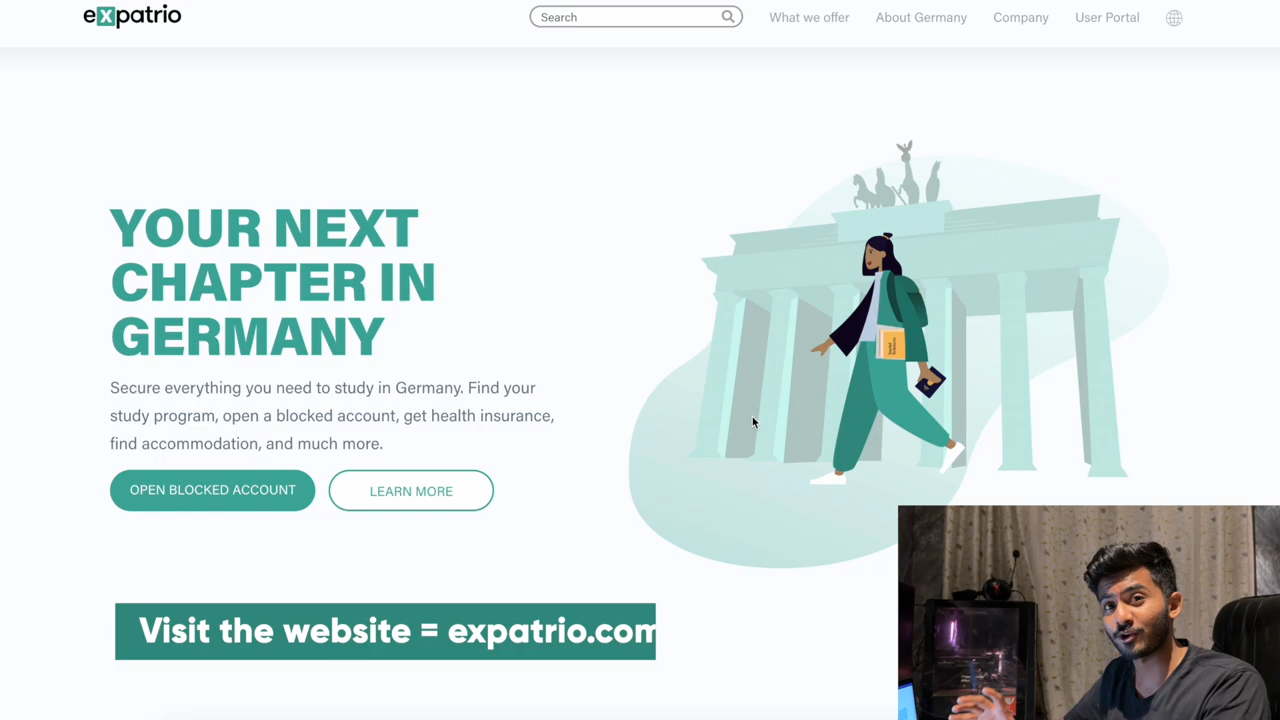 expatrio
Search
What we offer
About Germany
Company
User Portal
YOUR NEXT
CHAPTER IN
GERMANY
Secure everything you need to study in Germany. Find your
study program, open a blocked account, get health insurance,
find accommodation, and much more.
OPEN BLOCKED ACCOUNT
LEARN MORE
Visit the website = expatrio.com